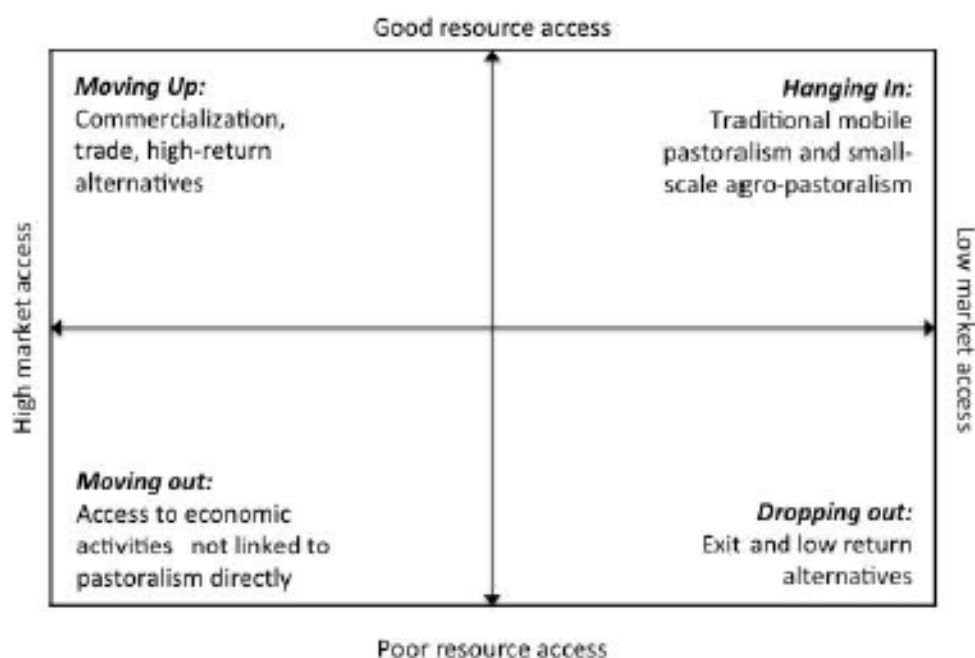 Good resource access
Moving Up:
Commercialization,
trade, high-return
alternatives
Hanging In:
Traditional mobile
pastoralism and small-
scale agro-pastoralism
High market access
Low market access
Moving out:
Access to economic
activities not linked to
pastoralism directly
Dropping out:
Exit and low return
alternatives
Poor resource access